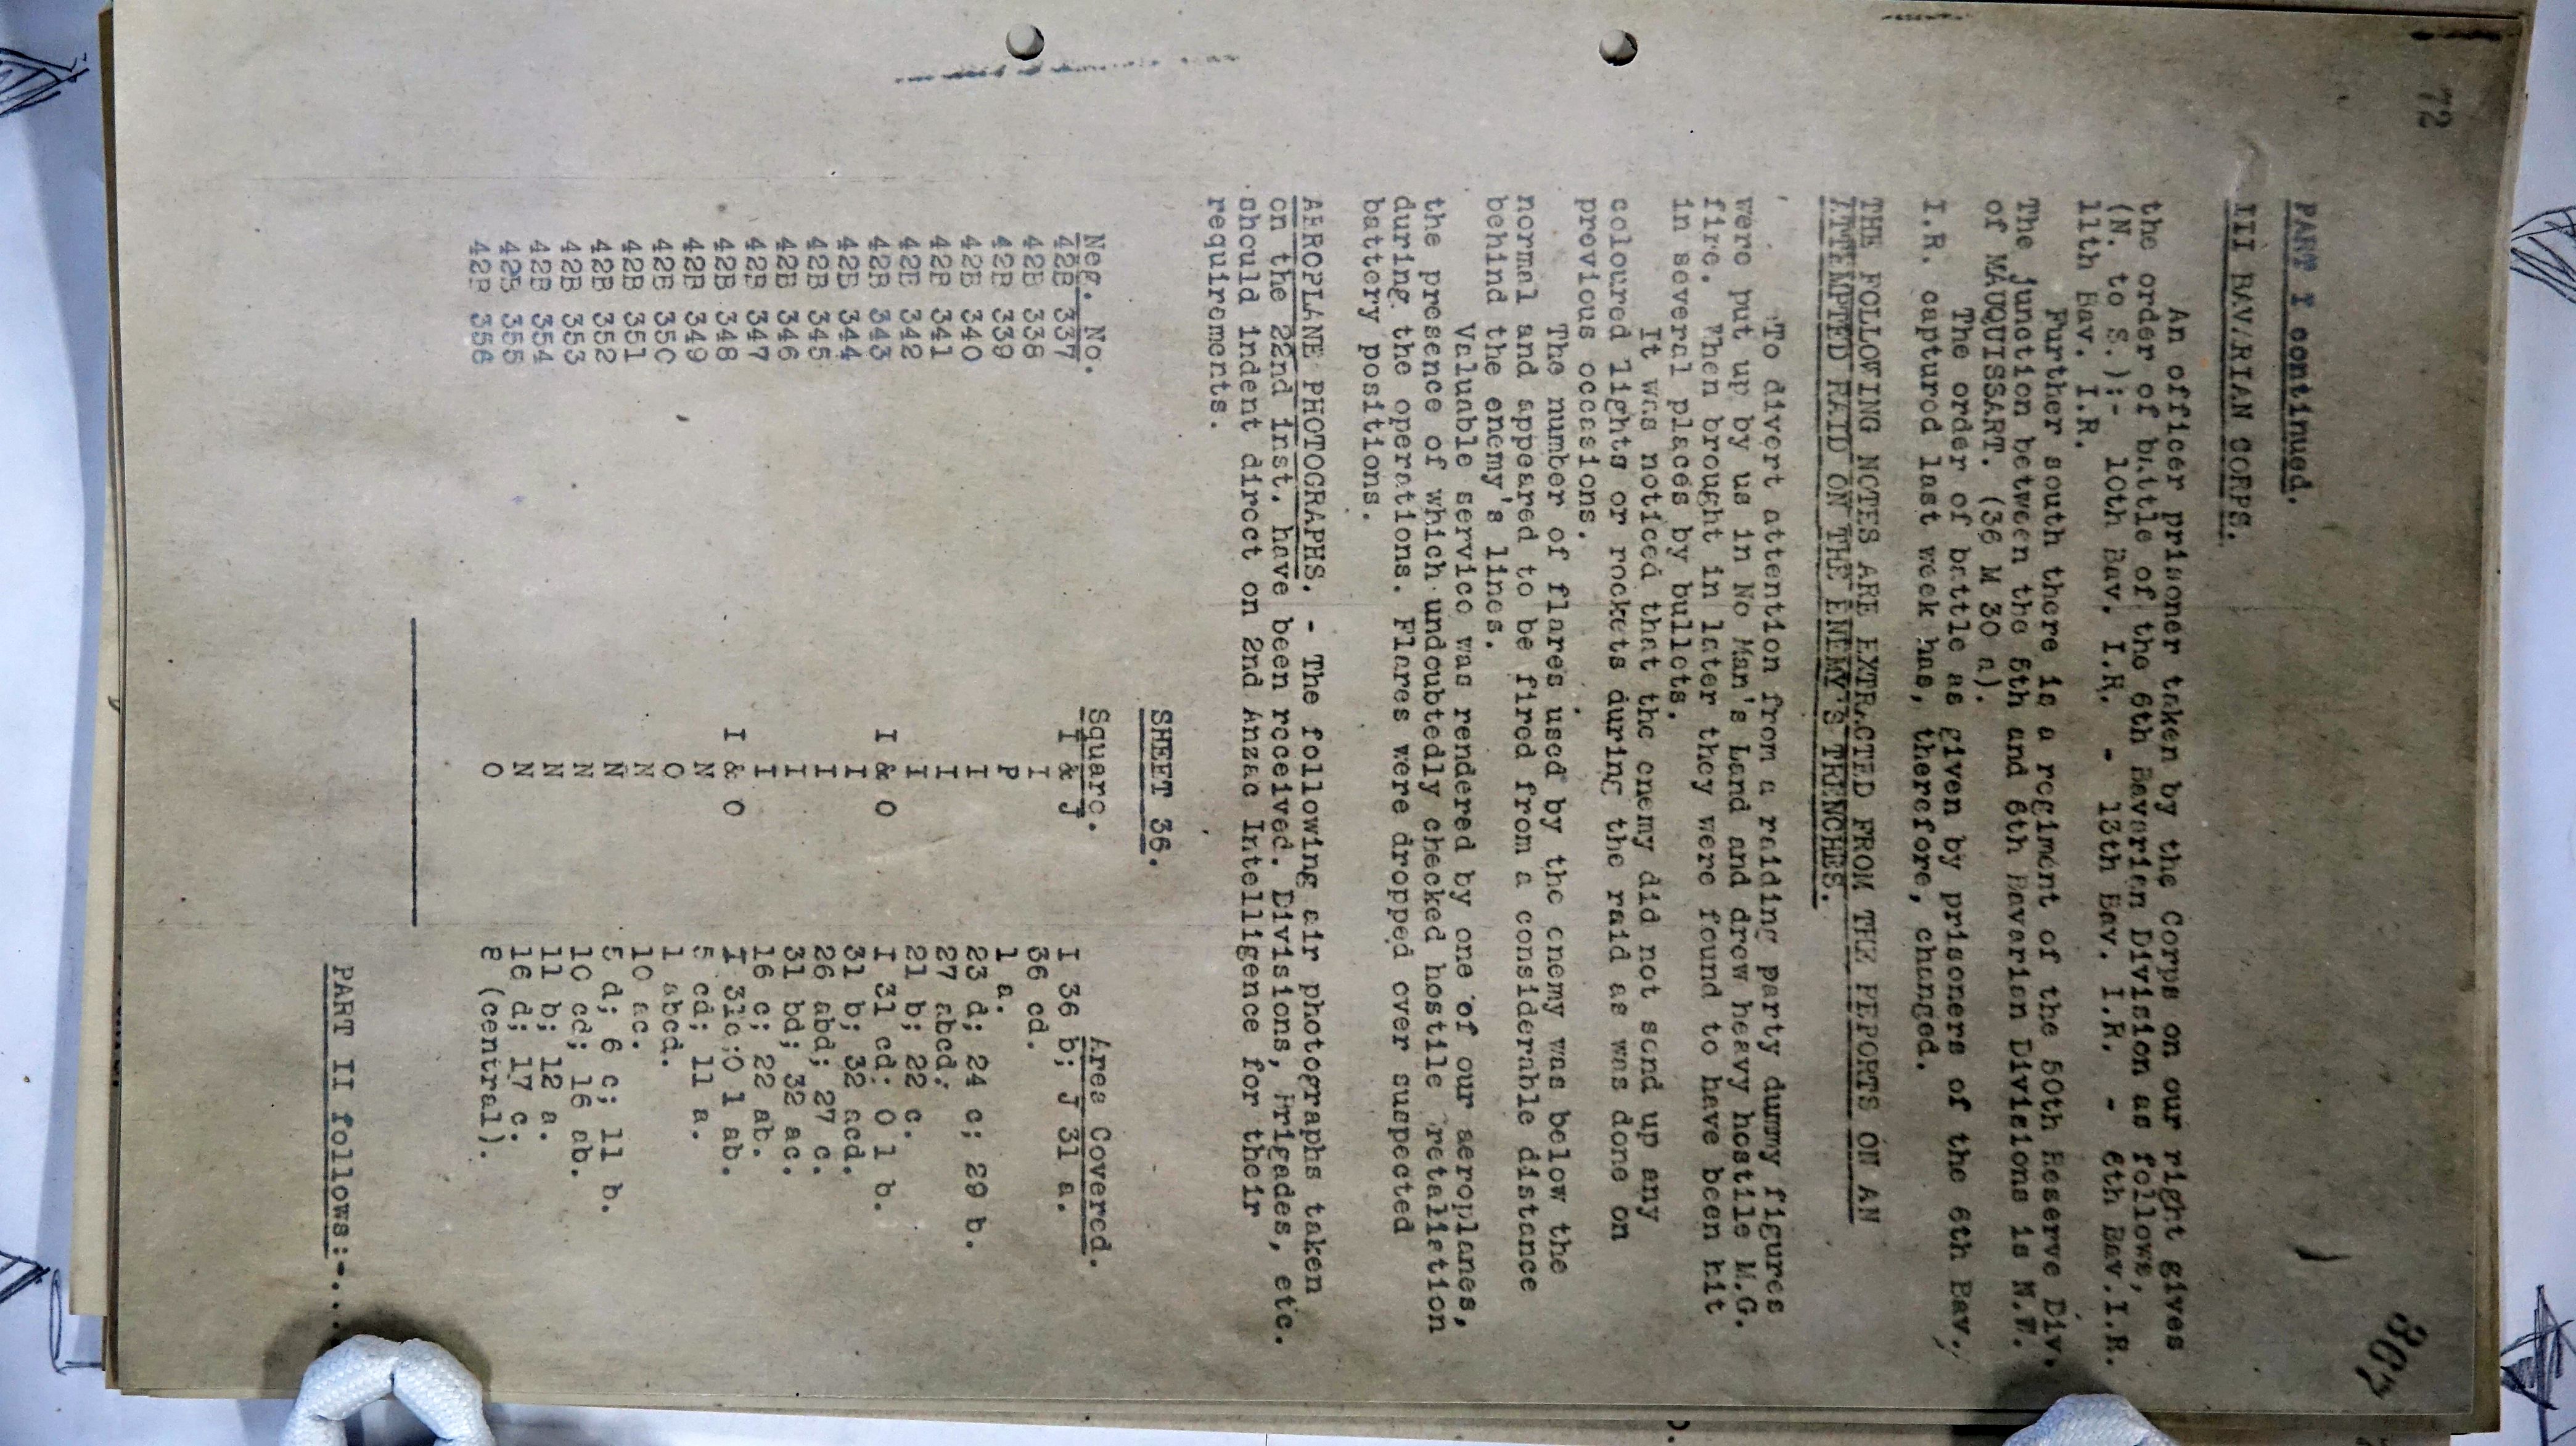 72
307
PART I continued.
III BAVARIAN CORPS.
An officer prisoner taken by the Corps on our right gives
the order of battle of the 6th Bavarian Division as follows,
(N. to S.):- 10th Bav. I.R. - 13th Bav. I.R. - 6th Bav.I.R.
11th Bav. I.R.
Further south there is a regiment of the 50th Reserve Div.
The junction between the 5th and 6th Bavarian Divisions is N.W.
of MAUQUISSART. (36 M 30 a).
The order of battle as given by prisoners of the 6th Bav.
I.R. captured last week has, therefore, changed.
THE FOLLOWING NOTES ARE EXTRACTED FROM THE REPORTS ON AN
ATTEMPTED RAID ON THE ENEMY'S TRENCHES.
To divert attention from a raiding party dummy figures
were put up by us in No Man's Land and drew heavy hostile M.G.
fire. When brought in later they were found to have been hit
in several places by bullets.
It was noticed that the enemy did not send up any
coloured lights or rockets during the raid as was done on
previous occasions.
The number of flares used by the enemy was below the
normal and appeared to be fired from a considerable distance
behind the enemy's lines.
Valuable service was rendered by one of our aeroplanes,
the presence of which undoubtedly checked hostile retaliation
during the operations. Flares were dropped over suspected
battery positions.
AEROPLANE PHOTOGRAPHS. - The following air photographs taken
on the 22nd inst. have been received. Divisions, Brigades, etc.
should indent direct on 2nd Anzac Intelligence for their
requirements.
SHEET 36.
Neg. No. Square. Area Covered.
42B 337 I & J I 36 b; J 31 a.
42B 338 I 36 cd.
42B 339 P 1 a.
42B 340 I 23 d; 24 c; 29 b.
42B 341 I 27 abcd.
42B 342 I 21 b; 22 c.
42B 343 I & O I 31 cd; O 1 b.
42B 344 I 31 b; 32 acd.
42B 345 I 26 abd; 27 c.
42B 346 I 31 bd; 32 ac.
42B 347 I 16 c; 22 ab.
42B 348 I & O I 31c;O 1 ab.
42B 349 N 5 cd; 11 a.
42B 350 O 1 abcd.
42B 351 N 10 ac.
42B 352 N 5 d; 6 c; 11 b.
42B 353 N 10 cd; 16 ab.
42B 354 N 11 b; 12 a.
42B 355 N 16 d; 17 c.
42B 356 O 8 (central).
PART II follows:-....